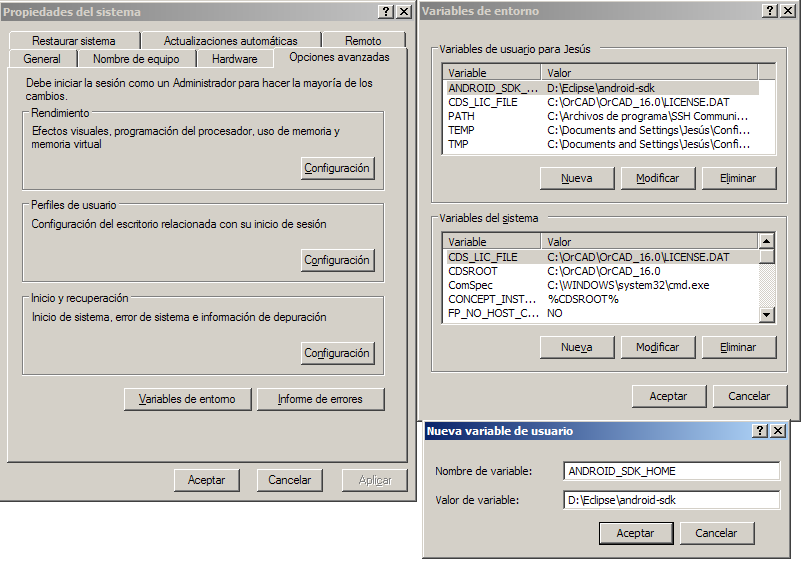 Propiedades del sistema
Restaurar sistema
Actualizaciones automáticas
Remoto
General
Nombre de equipo
Hardware
Opciones avanzadas
Debe iniciar la sesión como un Administrador para hacer la mayoría de los
cambios.
Rendimiento
Efectos visuales, programación del procesador, uso de memoria y
memoria virtual
Configuración
Perfiles de usuario
Configuración del escritorio relacionada con su inicio de sesión
Configuración
Inicio y recuperación
Inicio de sistema, error de sistema e información de depuración
Configuración
Variables de entorno
Informe de errores
Aceptar
Cancelar
Aplicar
Variables de entorno
Variables de usuario para Jesús
Variable Valor
ANDROID_SDK_... D:\Eclipse\android-sdk
CDS_LIC_FILE C:\OrCAD\OrCAD_16.0\LICENSE.DAT
PATH C:\Archivos de programa\SSH Communi...
TEMP C:\Documents and Settings\Jesús\Confi...
TMP C:\Documents and Settings\Jesús\Confi...
Nueva
Modificar
Eliminar
Variables del sistema
Variable Valor
CDS_LIC_FILE C:\OrCAD\OrCAD_16.0\LICENSE.DAT
CDSROOT C:\OrCAD\OrCAD_16.0
ComSpec C:\WINDOWS\system32\cmd.exe
CONCEPT_INST... %CDSROOT%
FP_NO_HOST_C... NO
Nueva
Modificar
Eliminar
Aceptar
Cancelar
Nueva variable de usuario
Nombre de variable: ANDROID_SDK_HOME
Valor de variable: D:\Eclipse\android-sdk
Aceptar
Cancelar